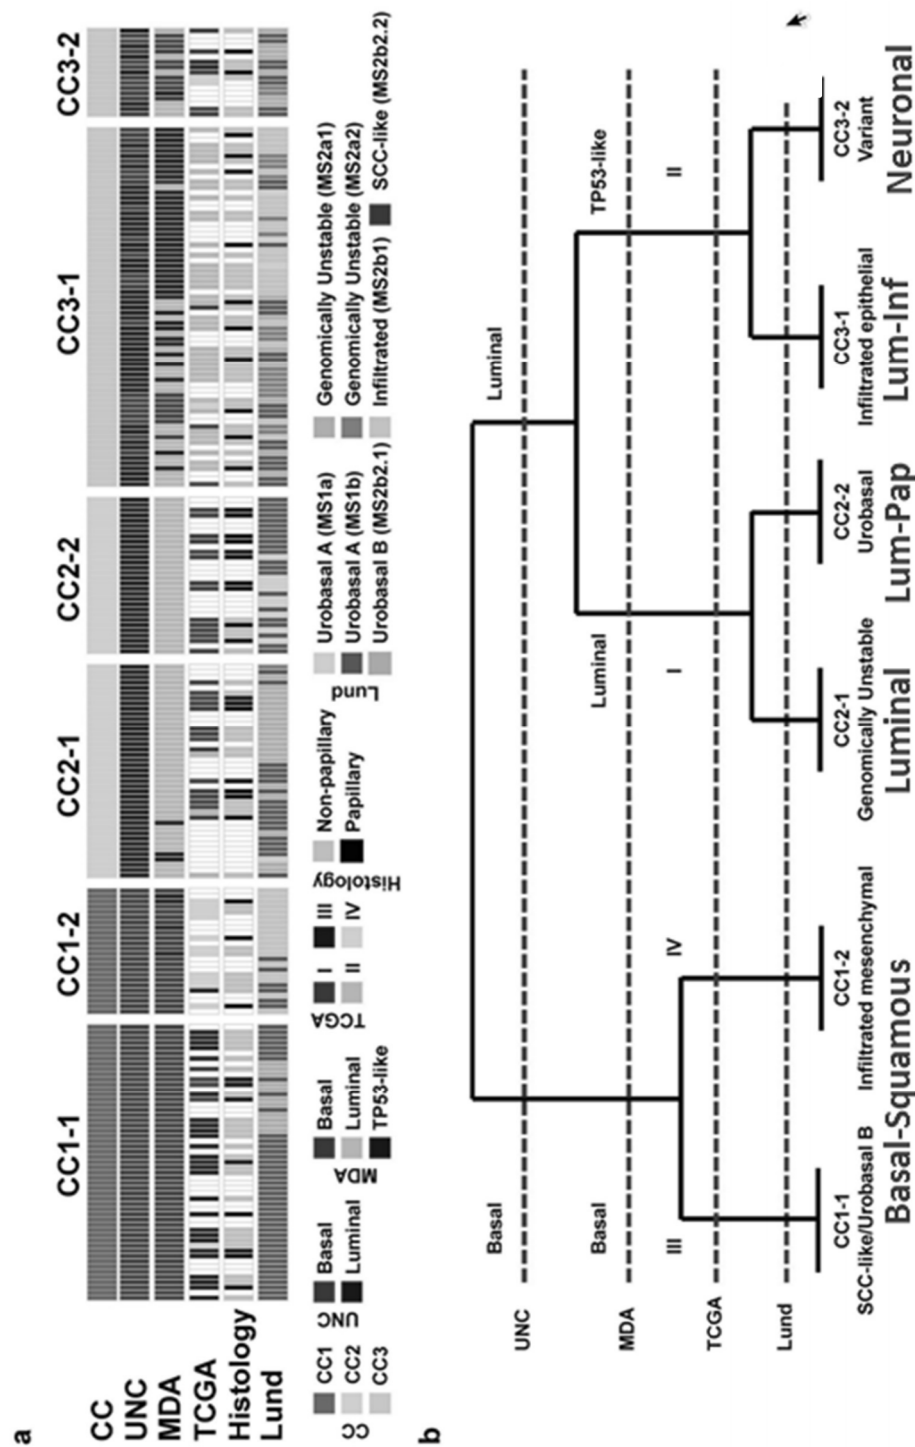 a
CC1-1 CC1-2 CC2-1 CC2-2 CC3-1 CC3-2
CC
UNC
MDA
TCGA
Histology
Lund
CC
CC1
CC2
CC3
UNC
Basal
Luminal
MDA
Basal
Luminal
TP53-like
TCGA
I
II
III
IV
Histology
Non-papillary
Papillary
Lund
Urobasal A (MS1a)
Urobasal A (MS1b)
Urobasal B (MS2b2.1)
Genomically Unstable (MS2a1)
Genomically Unstable (MS2a2)
Infiltrated (MS2b1)
SCC-like (MS2b2.2)
b
Basal Luminal
UNC
Basal Luminal TP53-like
MDA
III IV I II
TCGA
Lund
CC1-1 CC1-2 CC2-1 CC2-2 CC3-1 CC3-2
SCC-like/Urobasal B Infiltrated mesenchymal Genomically Unstable Urobasal Infiltrated epithelial Variant
Basal-Squamous Luminal Lum-Pap Lum-Inf Neuronal